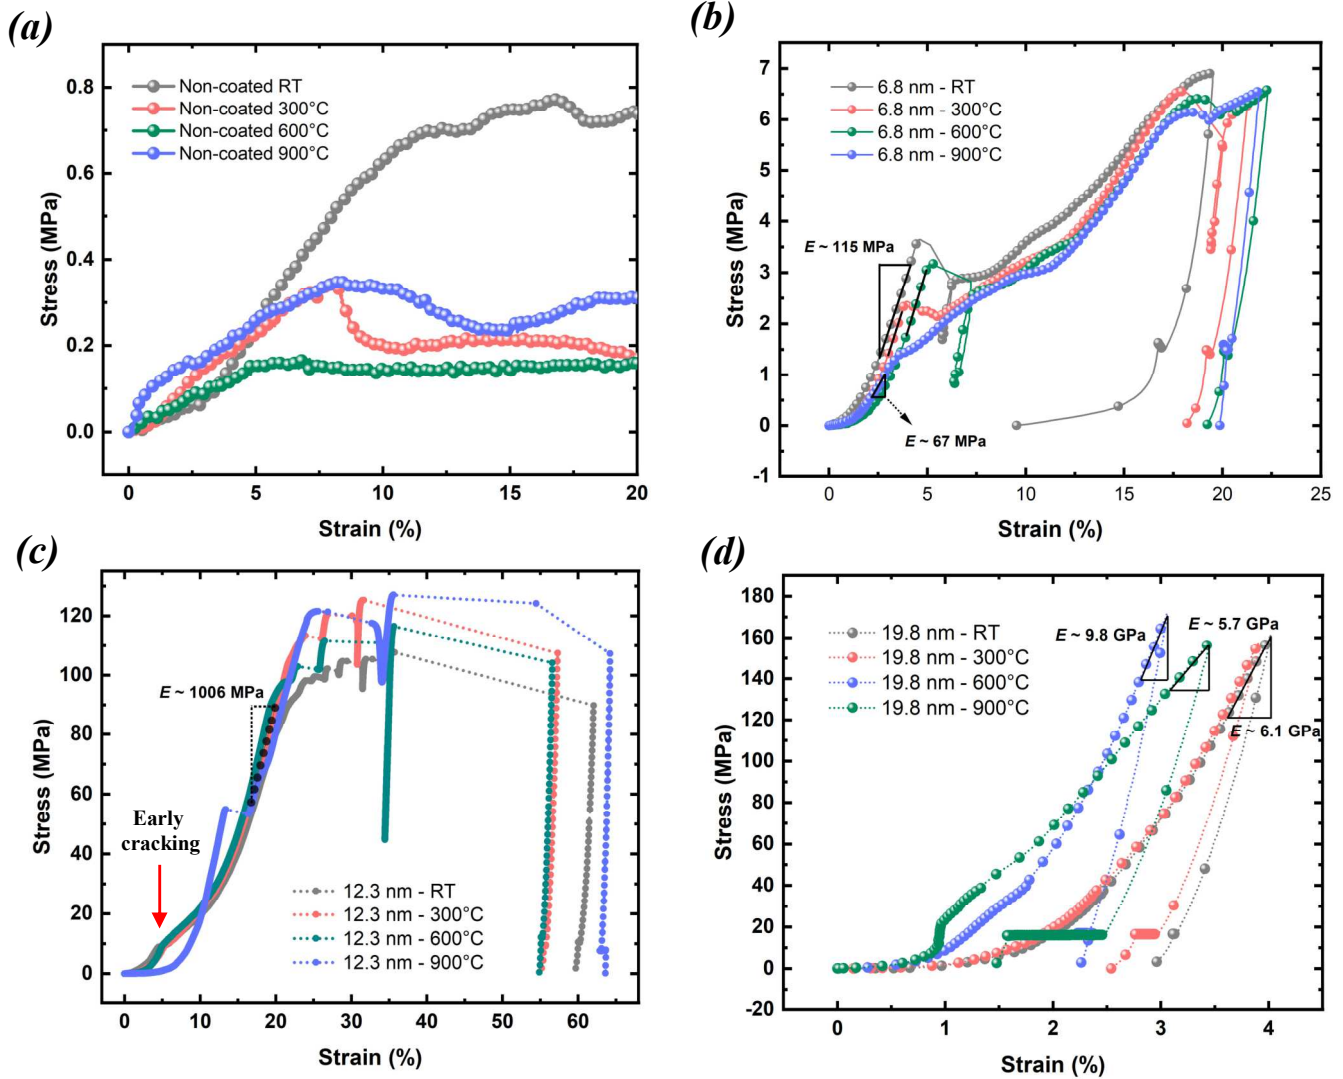 (a)
0.8
0.6
0.4
0.2
0.0
Stress (MPa)
Non-coated RT
Non-coated 300°C
Non-coated 600°C
Non-coated 900°C
0 5 10 15 20
Strain (%)
(b)
7
6
5
4
3
2
1
0
-1
Stress (MPa)
6.8 nm - RT
6.8 nm - 300°C
6.8 nm - 600°C
6.8 nm - 900°C
E ~ 115 MPa
E ~ 67 MPa
0 5 10 15 20 25
Strain (%)
(c)
120
100
80
60
40
20
0
Stress (MPa)
E ~ 1006 MPa
Early
cracking
12.3 nm - RT
12.3 nm - 300°C
12.3 nm - 600°C
12.3 nm - 900°C
0 10 20 30 40 50 60
Strain (%)
(d)
180
160
140
120
100
80
60
40
20
0
-20
Stress (MPa)
19.8 nm - RT
19.8 nm - 300°C
19.8 nm - 600°C
19.8 nm - 900°C
E ~ 9.8 GPa
E ~ 5.7 GPa
E ~ 6.1 GPa
0 1 2 3 4
Strain (%)